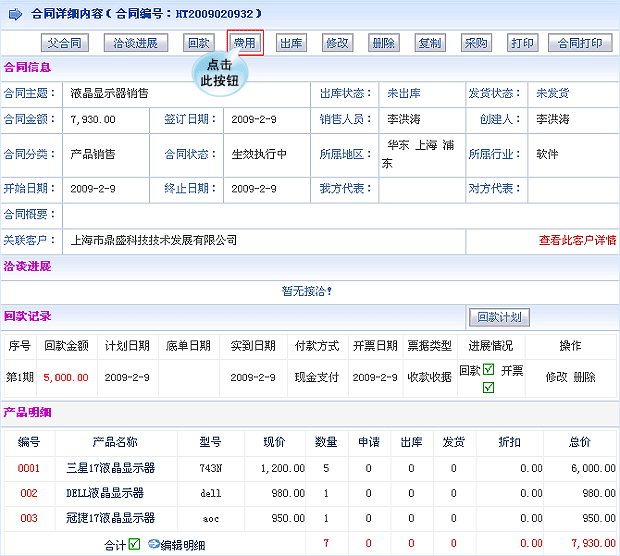 合同详细内容（合同编号：HT2009020932）
父合同 洽谈进展 回款 费用 出库 修改 删除 复制 采购 打印 合同打印
点击
此按钮
合同信息
合同主题： 液晶显示器销售 出库状态： 未出库 发货状态： 未发货
合同金额： 7,930.00 签订日期： 2009-2-9 销售人员： 李洪涛 创建人： 李洪涛
合同分类： 产品销售 合同状态： 生效执行中 所属地区： 华东 上海 浦东 所属行业： 软件
开始日期： 2009-2-9 终止日期： 2009-2-9 我方代表： 对方代表：
合同概要：
关联客户： 上海市鼎盛科技技术发展有限公司 查看此客户详情
洽谈进展
暂无接洽!
回款记录 回款计划
序号 回款金额 计划日期 底单日期 实到日期 付款方式 开票日期 票据类型 进展情况 操作
第1期 5,000.00 2009-2-9 2009-2-9 现金支付 2009-2-9 收款收据 回款 开票 修改 删除
产品明细
编号 产品名称 型号 现价 数量 申请 出库 发货 折扣 总价
0001 三星17液晶显示器 743N 1,200.00 5 0 0 0 0.00 6,000.00
002 DELL液晶显示器 dell 980.00 1 0 0 0 0.00 980.00
003 冠捷17液晶显示器 aoc 950.00 1 0 0 0 0.00 950.00
合计 编辑明细 7 0 0 0 0.00 7,930.00